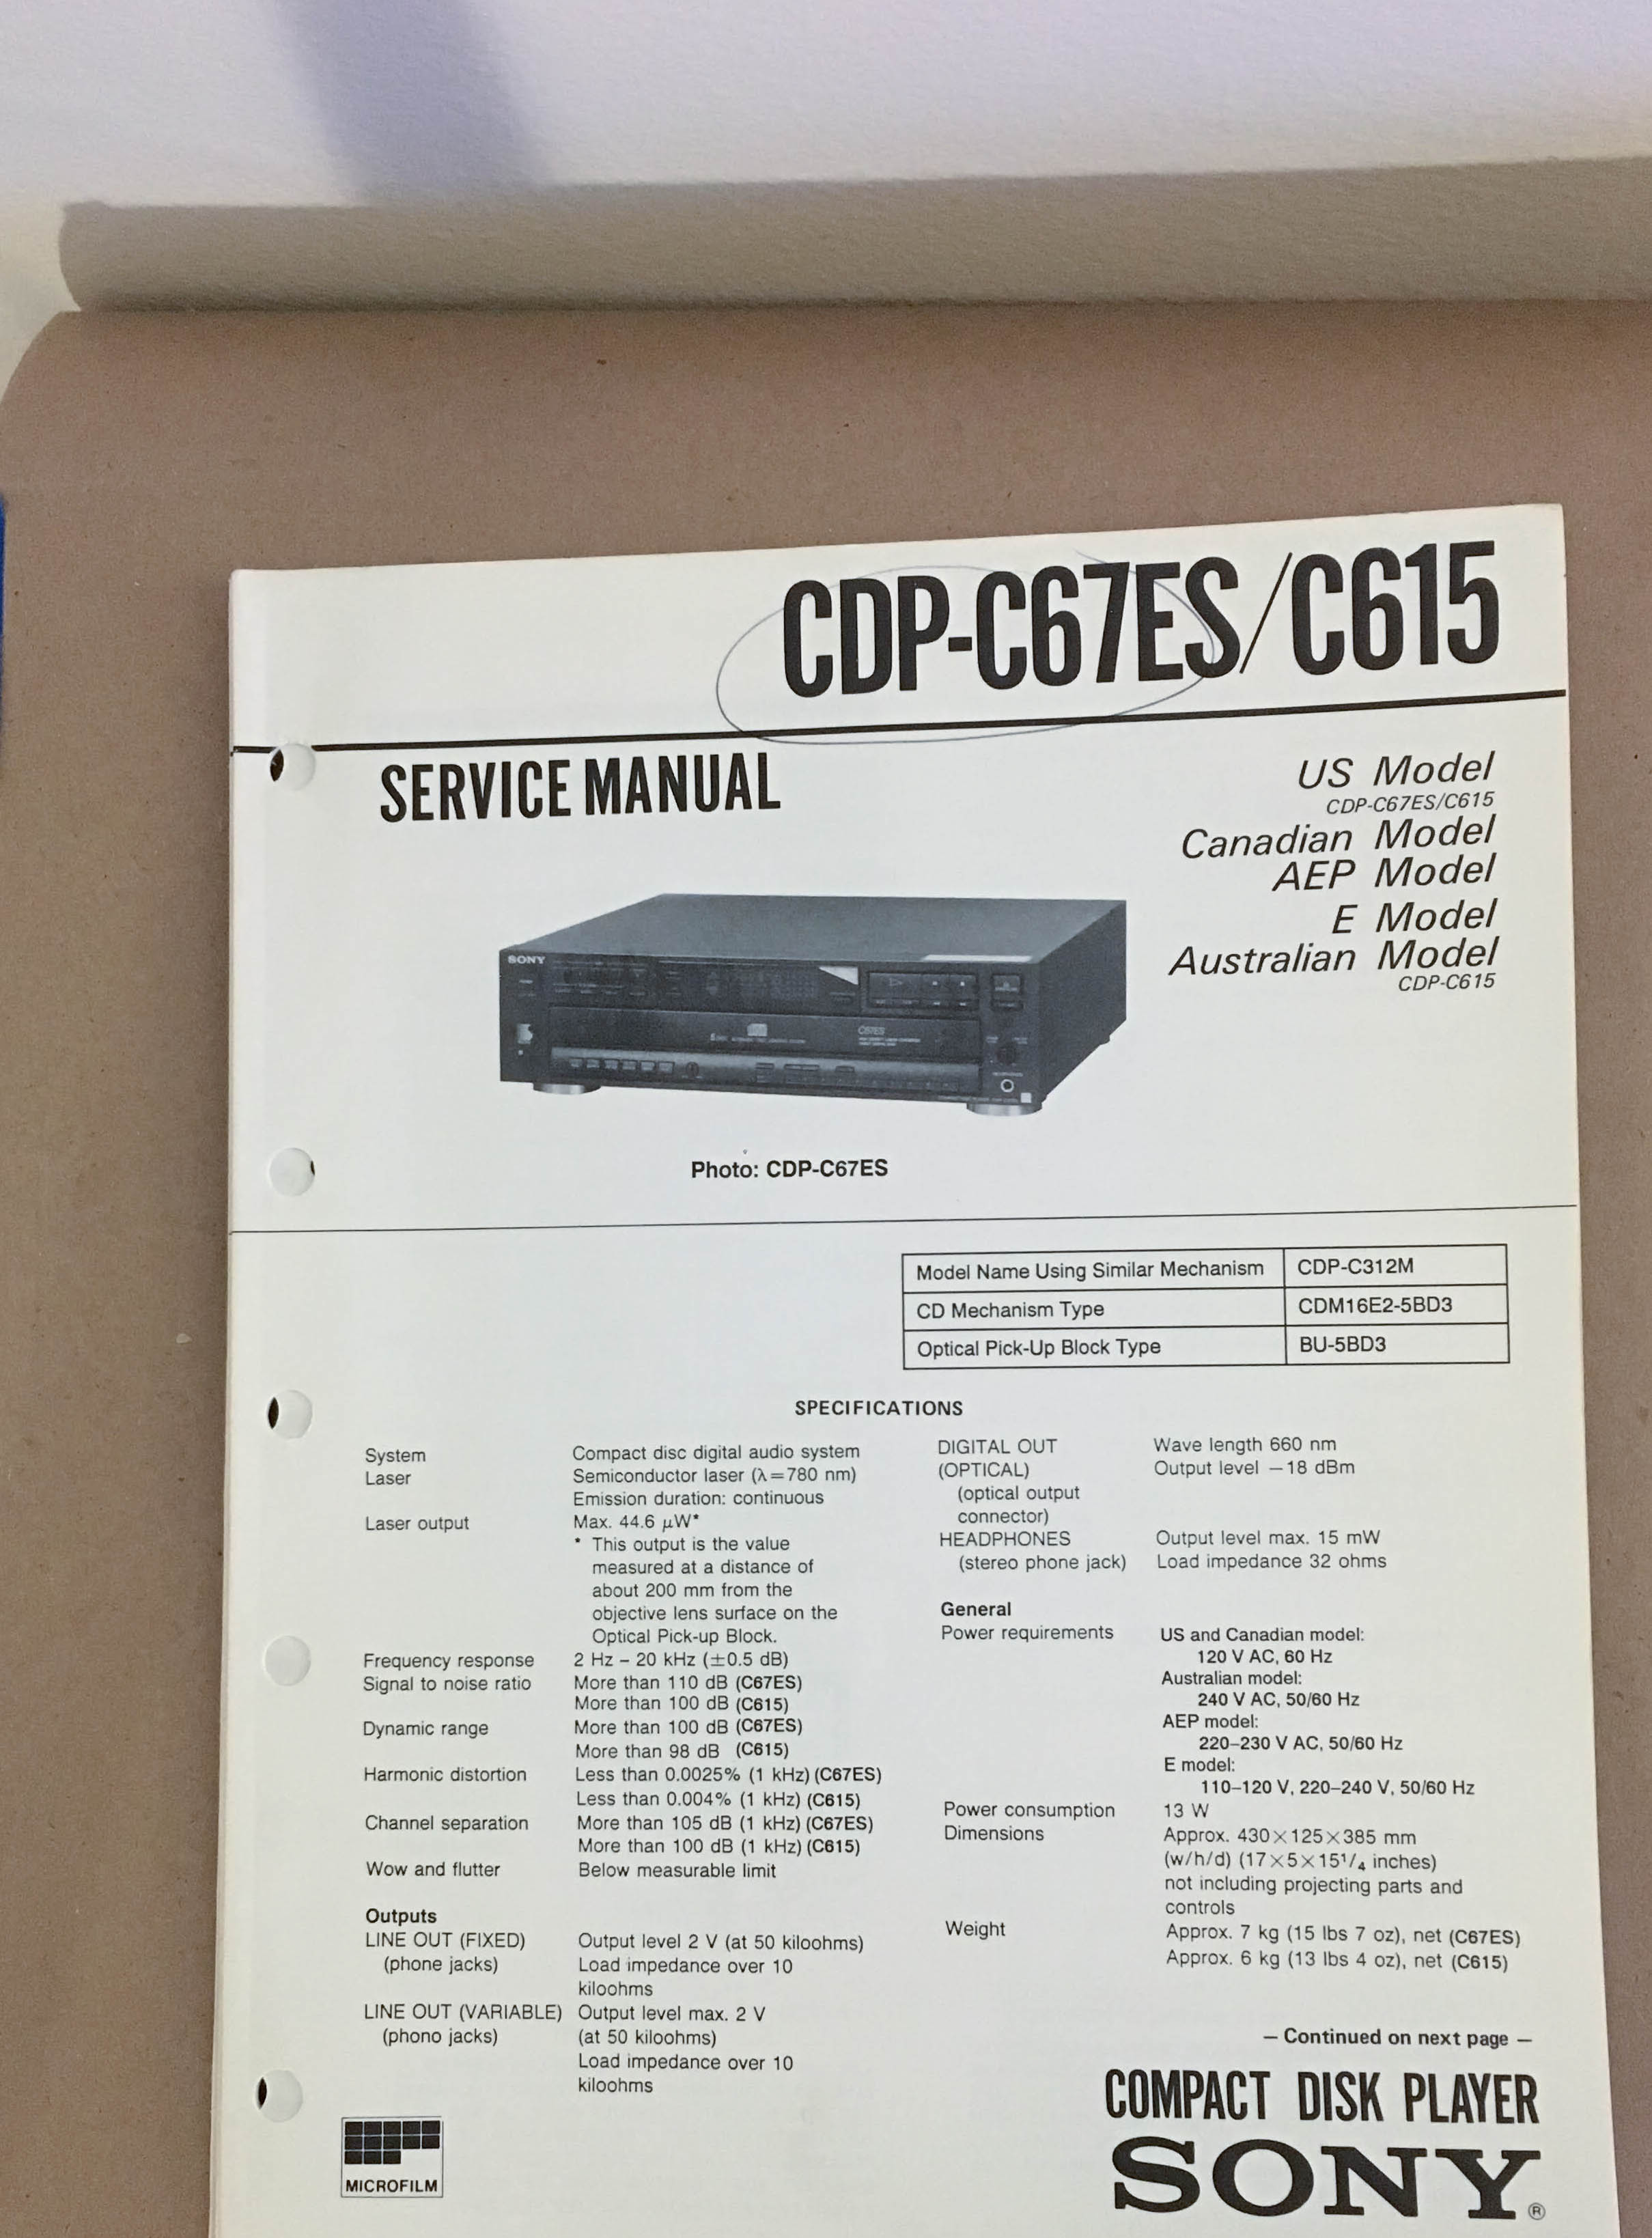 CDP-C67ES/C615
SERVICE MANUAL
US Model
CDP-C67ES/C615
Canadian Model
AEP Model
E Model
Australian Model
CDP-C615
SONY
C67ES
Photo: CDP-C67ES
Model Name Using Similar Mechanism CDP-C312M
CD Mechanism Type CDM16E2-5BD3
Optical Pick-Up Block Type BU-5BD3
SPECIFICATIONS
System Compact disc digital audio system
Laser Semiconductor laser (λ=780 nm)
Emission duration: continuous
Laser output Max. 44.6 μW*
* This output is the value
measured at a distance of
about 200 mm from the
objective lens surface on the
Optical Pick-up Block.
Frequency response 2 Hz – 20 kHz (±0.5 dB)
Signal to noise ratio More than 110 dB (C67ES)
More than 100 dB (C615)
Dynamic range More than 100 dB (C67ES)
More than 98 dB (C615)
Harmonic distortion Less than 0.0025% (1 kHz) (C67ES)
Less than 0.004% (1 kHz) (C615)
Channel separation More than 105 dB (1 kHz) (C67ES)
More than 100 dB (1 kHz) (C615)
Wow and flutter Below measurable limit
Outputs
LINE OUT (FIXED) Output level 2 V (at 50 kiloohms)
(phone jacks) Load impedance over 10
kiloohms
LINE OUT (VARIABLE) Output level max. 2 V
(phono jacks) (at 50 kiloohms)
Load impedance over 10
kiloohms
DIGITAL OUT Wave length 660 nm
(OPTICAL) Output level −18 dBm
(optical output
connector)
HEADPHONES Output level max. 15 mW
(stereo phone jack) Load impedance 32 ohms
General
Power requirements US and Canadian model:
120 V AC, 60 Hz
Australian model:
240 V AC, 50/60 Hz
AEP model:
220–230 V AC, 50/60 Hz
E model:
110–120 V, 220–240 V, 50/60 Hz
Power consumption 13 W
Dimensions Approx. 430×125×385 mm
(w/h/d) (17×5×15¹/₄ inches)
not including projecting parts and
controls
Weight Approx. 7 kg (15 lbs 7 oz), net (C67ES)
Approx. 6 kg (13 lbs 4 oz), net (C615)
— Continued on next page —
COMPACT DISK PLAYER
SONY®
MICROFILM